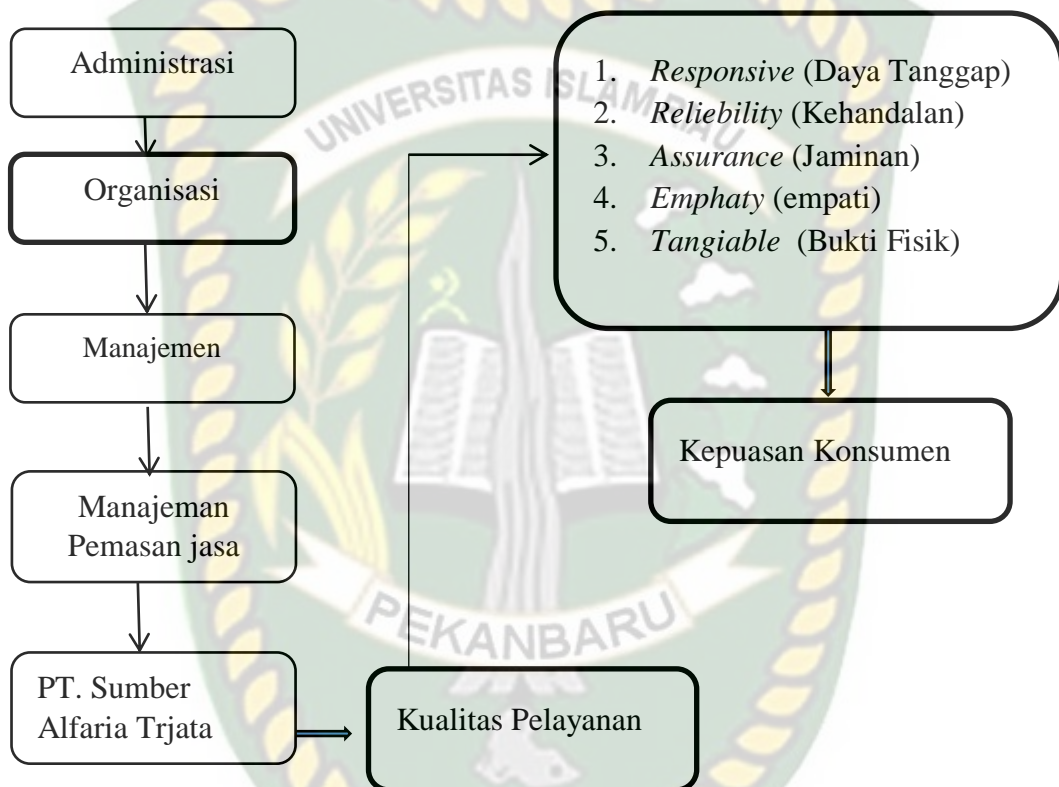 Administrasi
Organisasi
Manajemen
Manajeman
Pemasan jasa
PT. Sumber
Alfaria Trjata
Kualitas Pelayanan
1. Responsive (Daya Tanggap)
2. Reliebility (Kehandalan)
3. Assurance (Jaminan)
4. Emphaty (empati)
5. Tangiable (Bukti Fisik)
Kepuasan Konsumen
UNIVERSITAS ISLAM RIAU
PEKANBARU